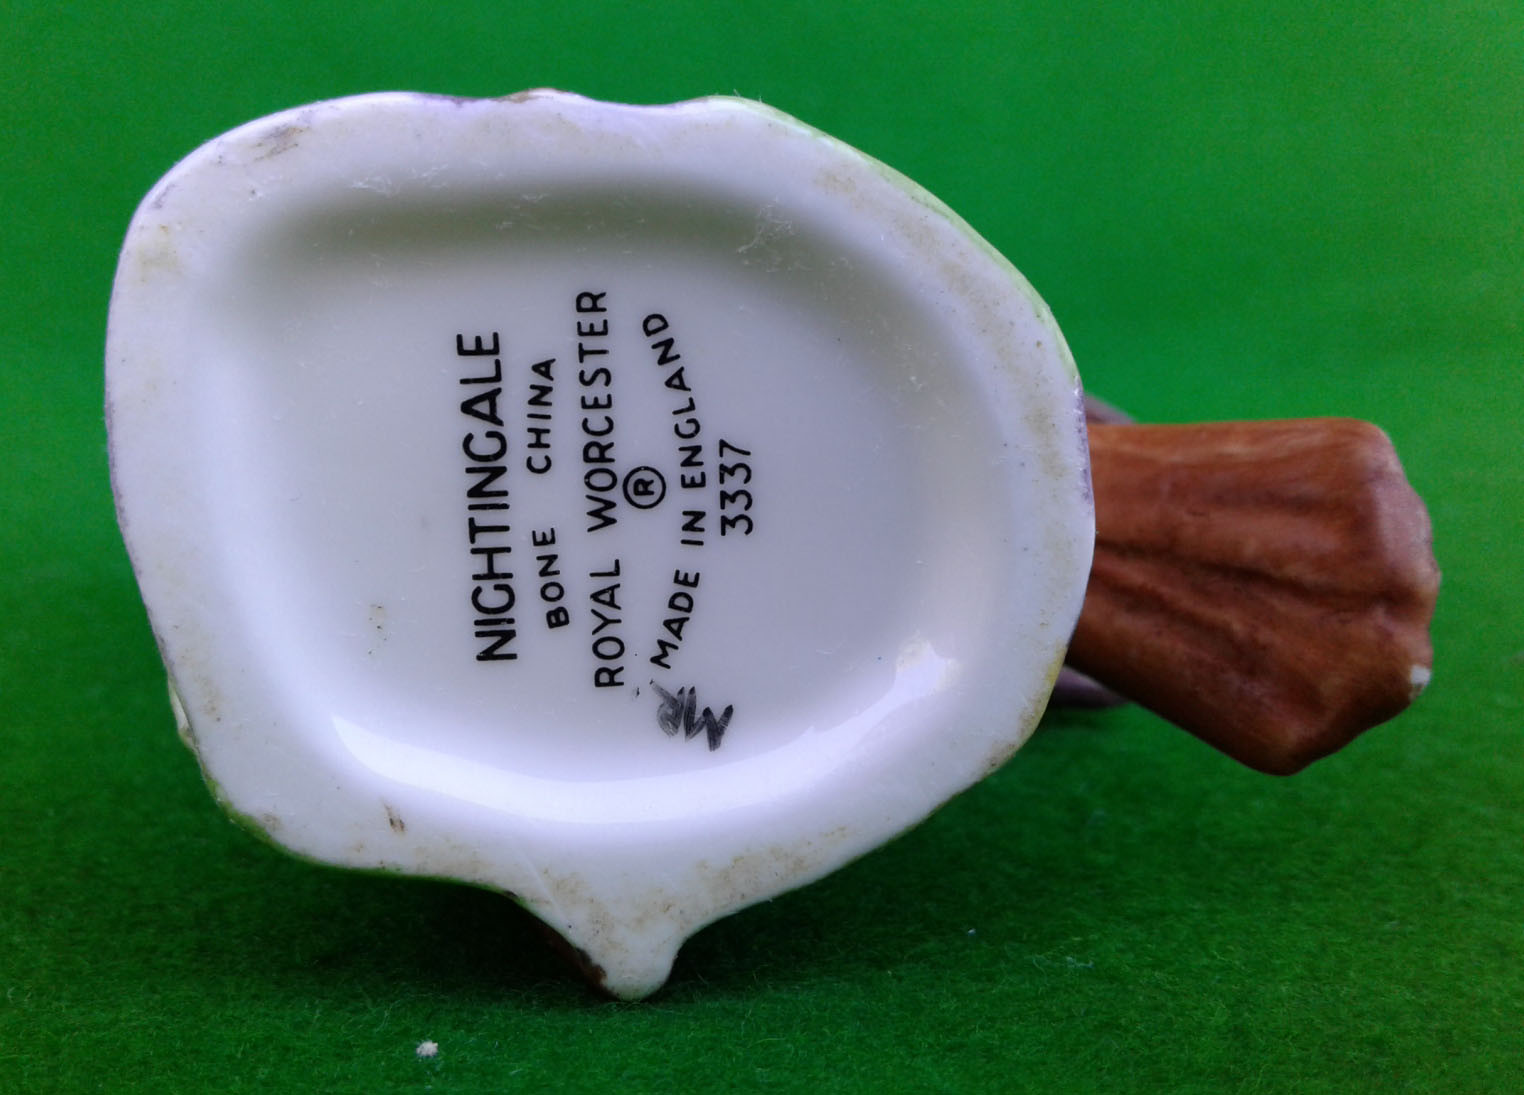 NIGHTINGALE
BONE CHINA
ROYAL WORCESTER
®
MADE IN ENGLAND
3337